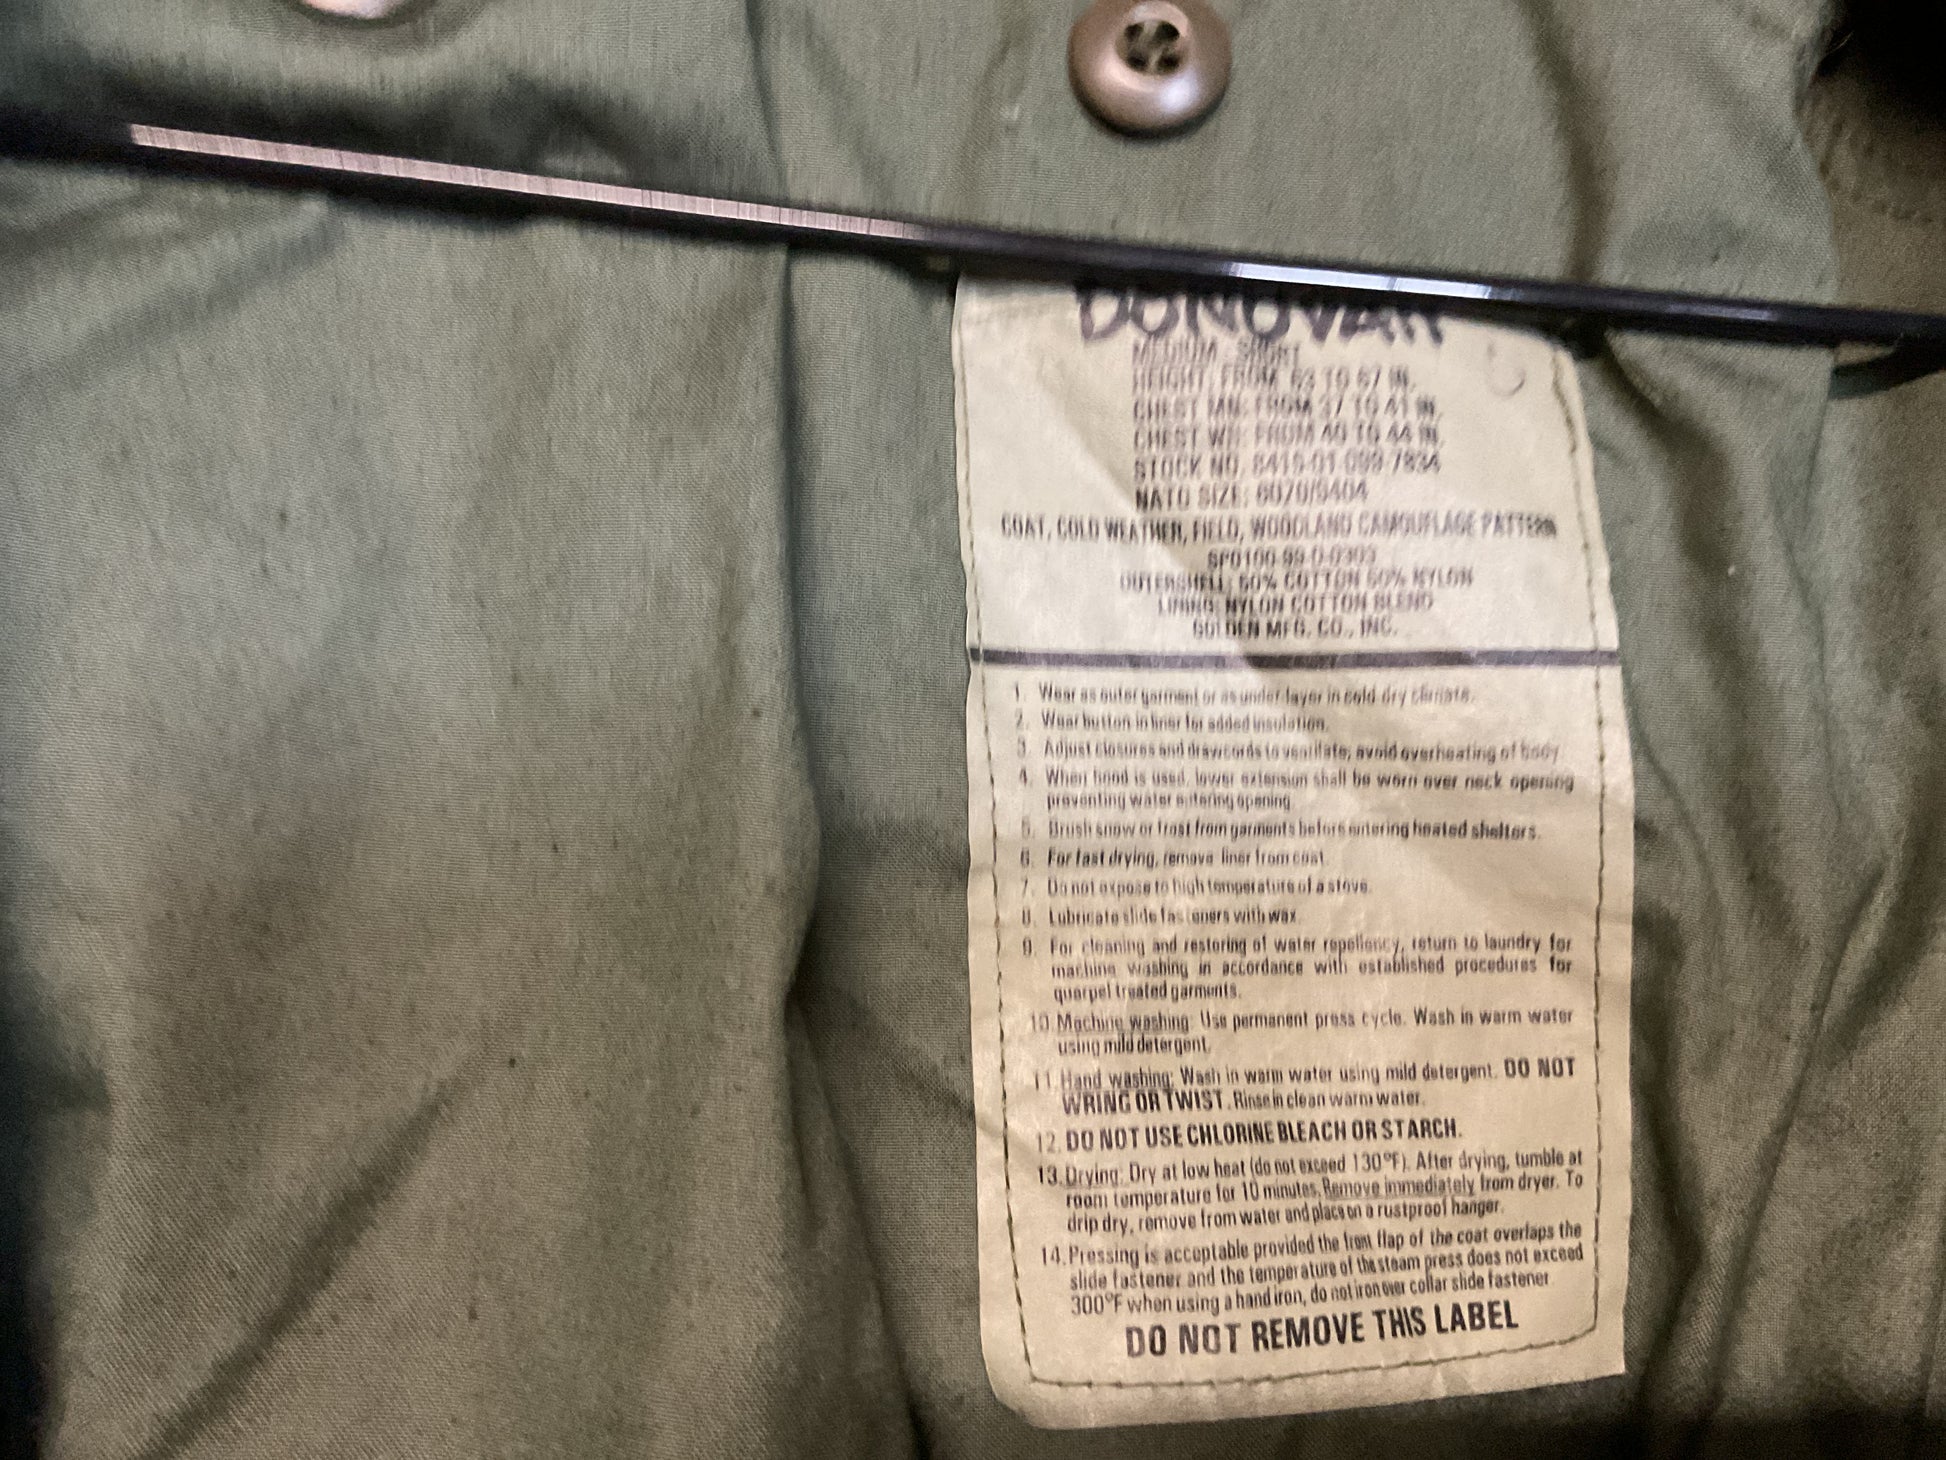 DONOVAN
MEDIUM - SHORT
HEIGHT: FROM 63 TO 67 IN.
CHEST MN: FROM 37 TO 41 IN.
CHEST WN: FROM 40 TO 44 IN.
STOCK NO. 8415-01-099-7834
NATO SIZE: 6070/9404
COAT, COLD WEATHER, FIELD, WOODLAND CAMOUFLAGE PATTERN
SPO100-99-D-0303
OUTERSHELL: 50% COTTON 50% NYLON
LINING: NYLON COTTON BLEND
GOLDEN MFG. CO., INC.
1. Wear as outer garment or as under-layer in cold-dry climate.
2. Wear button in liner for added insulation.
3. Adjust closures and drawcords to ventilate; avoid overheating of body
4. When hood is used, lower extension shall be worn over neck opening
preventing water entering opening.
5. Brush snow or frost from garments before entering heated shelters.
6. For fast drying, remove liner from coat.
7. Do not expose to high temperature of a stove.
8. Lubricate slide fasteners with wax.
9. For cleaning and restoring of water repellency, return to laundry for
machine washing in accordance with established procedures for
quarpel treated garments.
10. Machine washing: Use permanent press cycle. Wash in warm water
using mild detergent.
11. Hand washing: Wash in warm water using mild detergent. DO NOT
WRING OR TWIST. Rinse in clean warm water.
12. DO NOT USE CHLORINE BLEACH OR STARCH.
13. Drying: Dry at low heat (do not exceed 130°F). After drying, tumble at
room temperature for 10 minutes. Remove immediately from dryer. To
drip dry, remove from water and place on a rustproof hanger.
14. Pressing is acceptable provided the front flap of the coat overlaps the
slide fastener and the temperature of the steam press does not exceed
300°F when using a hand iron, do not iron over collar slide fastener
DO NOT REMOVE THIS LABEL